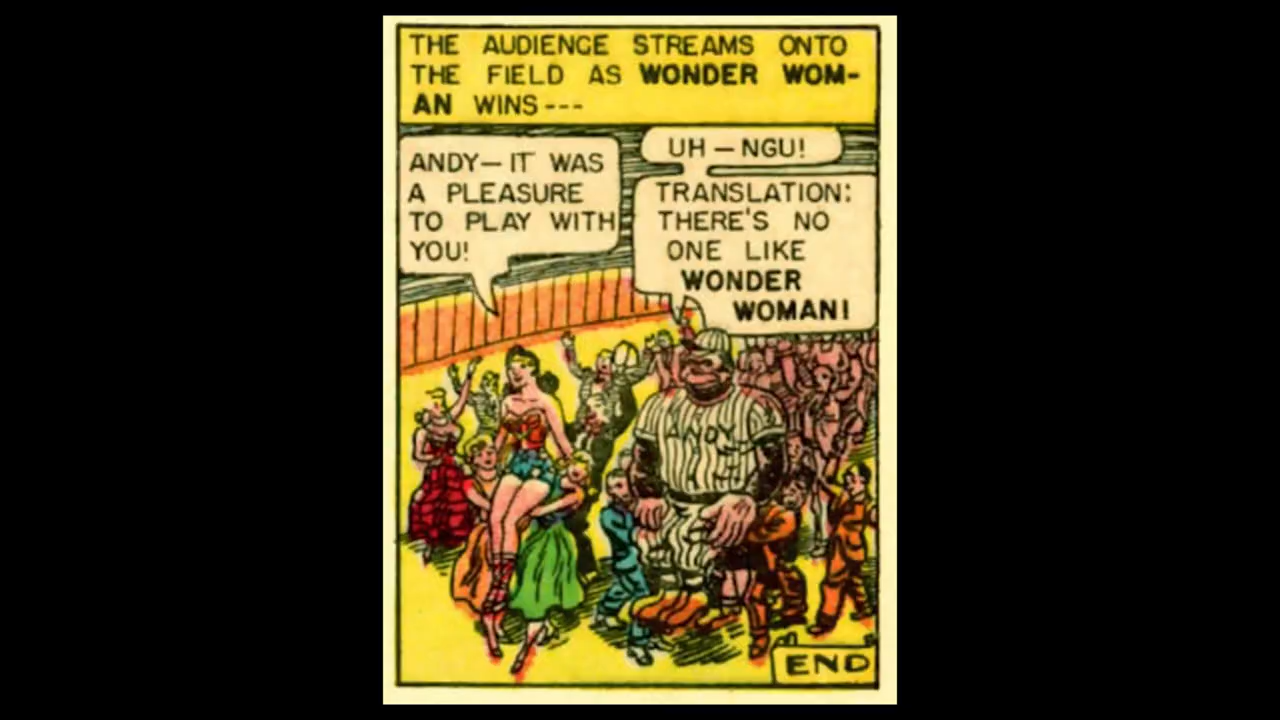 THE AUDIENCE STREAMS ONTO
THE FIELD AS WONDER WOM-
AN WINS---
ANDY—IT WAS
A PLEASURE
TO PLAY WITH
YOU!
UH—NGU!
TRANSLATION:
THERE'S NO
ONE LIKE
WONDER
WOMAN!
ANDY
END